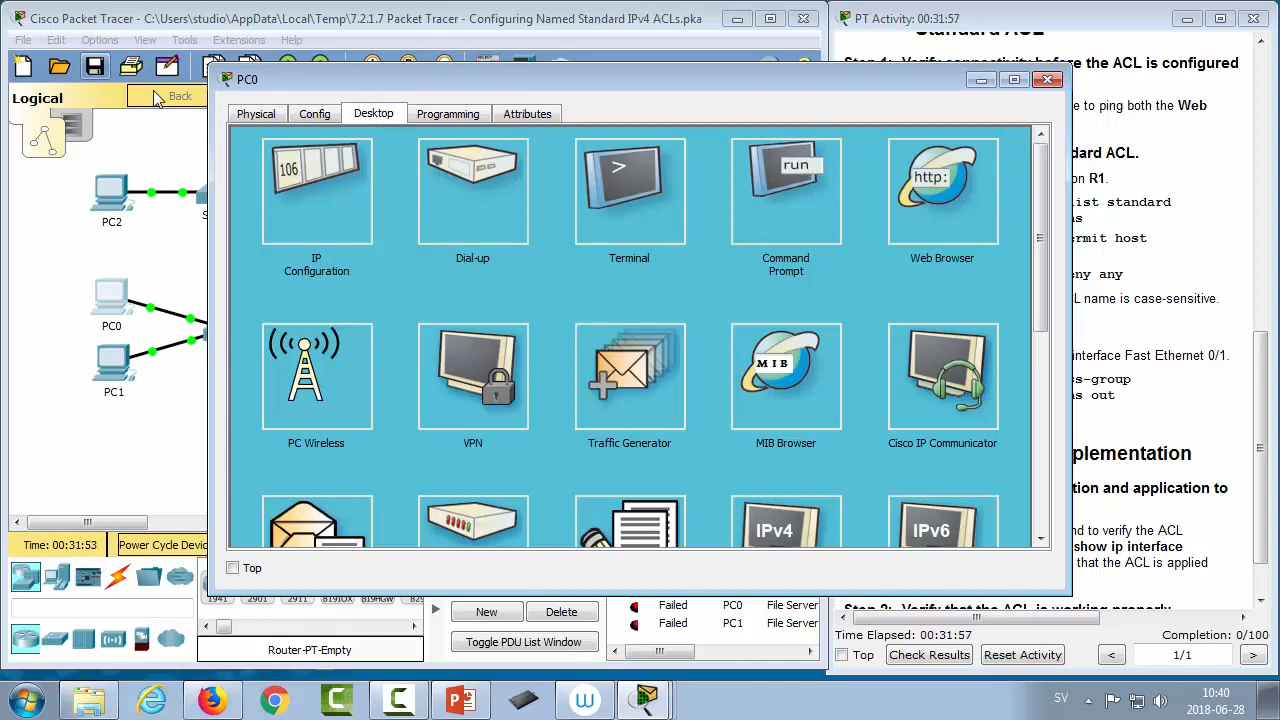 Cisco Packet Tracer - C:\Users\studio\AppData\Local\Temp\7.2.1.7 Packet Tracer - Configuring Named Standard IPv4 ACLs.pka
File Edit Options View Tools Extensions Help
Logical
Back
PC2
PC0
PC1
Time: 00:31:53
Power Cycle Devic
1941 2901 2911 819IOX 819HGW 829
Router-PT-Empty
New
Delete
Toggle PDU List Window
Failed PC0 File Server
Failed PC1 File Server
PC0
Physical Config Desktop Programming Attributes
106
>
run
http:
IP
Configuration
Dial-up
Terminal
Command
Prompt
Web Browser
MIB
PC Wireless
VPN
Traffic Generator
MIB Browser
Cisco IP Communicator
IPv4
IPv6
Top
PT Activity: 00:31:57
Standard ACL
Step 1: Verify connectivity before the ACL is configured
e to ping both the Web
dard ACL.
on R1.
list standard
ns
ermit host
eny any
L name is case-sensitive.
interface Fast Ethernet 0/1.
ss-group
s out
plementation
tion and application to
nd to verify the ACL
show ip interface
that the ACL is applied
Step 2: Verify that the ACL is working properly
Time Elapsed: 00:31:57
Completion: 0/100
Top
Check Results
Reset Activity
<
1/1
>
SV
10:40
2018-06-28